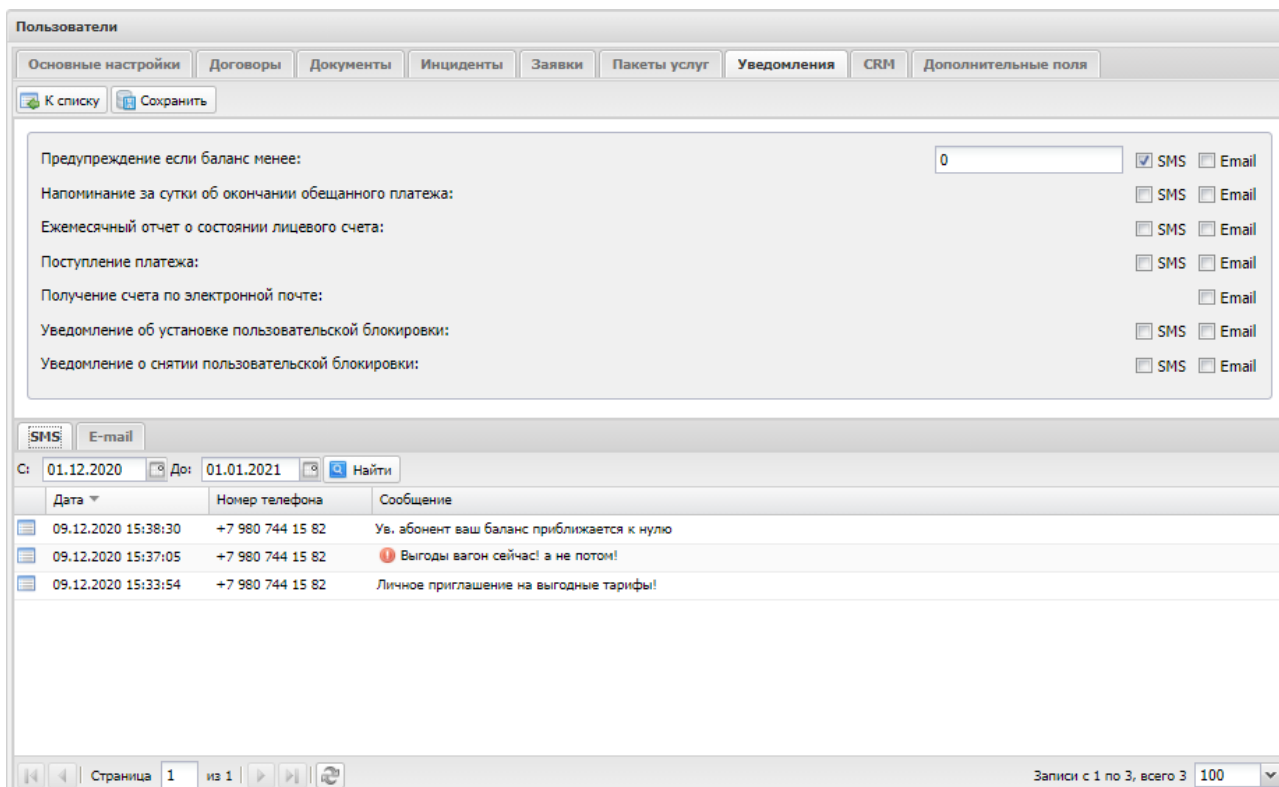 Пользователи
Основные настройки Договоры Документы Инциденты Заявки Пакеты услуг Уведомления CRM Дополнительные поля
К списку Сохранить
Предупреждение если баланс менее: 0 SMS Email
Напоминание за сутки об окончании обещанного платежа: SMS Email
Ежемесячный отчет о состоянии лицевого счета: SMS Email
Поступление платежа: SMS Email
Получение счета по электронной почте: Email
Уведомление об установке пользовательской блокировки: SMS Email
Уведомление о снятии пользовательской блокировки: SMS Email
SMS E-mail
С: 01.12.2020 До: 01.01.2021 Найти
Дата Номер телефона Сообщение
09.12.2020 15:38:30 +7 980 744 15 82 Ув. абонент ваш баланс приближается к нулю
09.12.2020 15:37:05 +7 980 744 15 82 Выгоды вагон сейчас! а не потом!
09.12.2020 15:33:54 +7 980 744 15 82 Личное приглашение на выгодные тарифы!
Страница 1 из 1 Записи с 1 по 3, всего 3 100